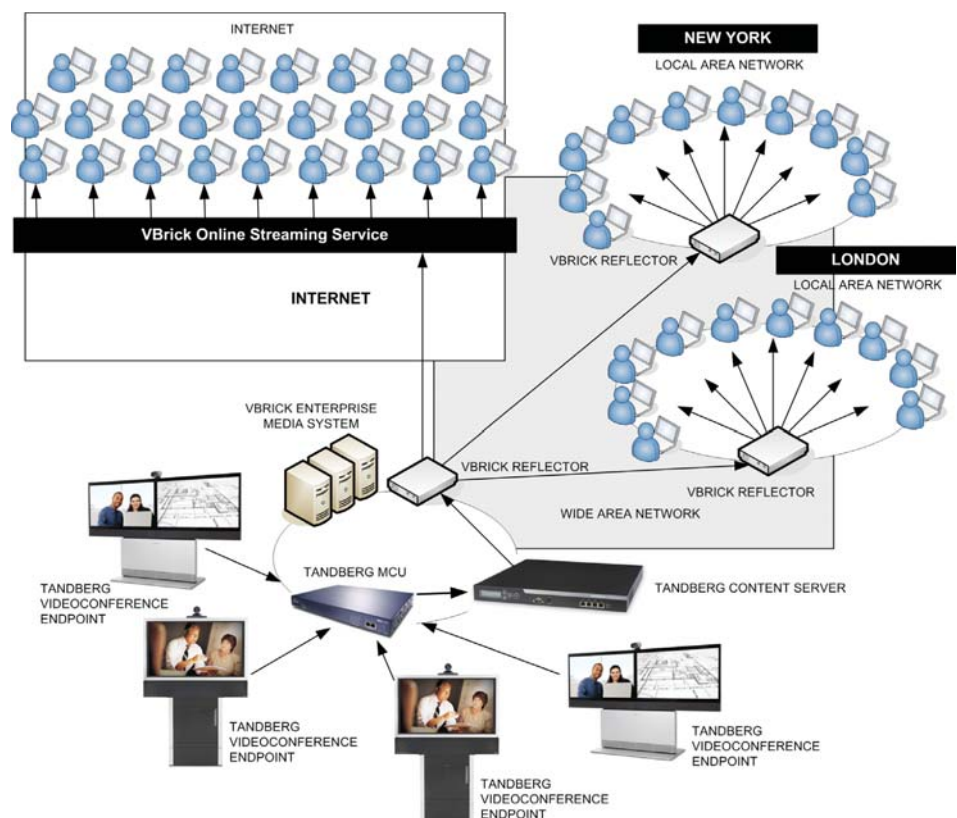 INTERNET
NEW YORK
LOCAL AREA NETWORK
VBrick Online Streaming Service
VBRICK REFLECTOR
LONDON
LOCAL AREA NETWORK
INTERNET
VBRICK ENTERPRISE
MEDIA SYSTEM
VBRICK REFLECTOR
VBRICK REFLECTOR
WIDE AREA NETWORK
TANDBERG MCU
TANDBERG CONTENT SERVER
TANDBERG
VIDEOCONFERENCE
ENDPOINT
TANDBERG
VIDEOCONFERENCE
ENDPOINT
TANDBERG
VIDEOCONFERENCE
ENDPOINT
TANDBERG
VIDEOCONFERENCE
ENDPOINT